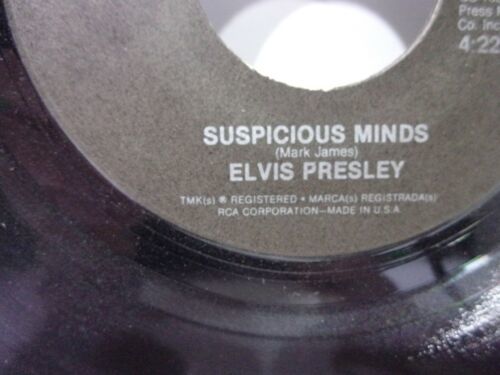 Press
Co. Inc
4:22
SUSPICIOUS MINDS
(Mark James)
ELVIS PRESLEY
TMK(s) ® REGISTERED • MARCA(s) REGISTRADA(s)
RCA CORPORATION—MADE IN U.S.A